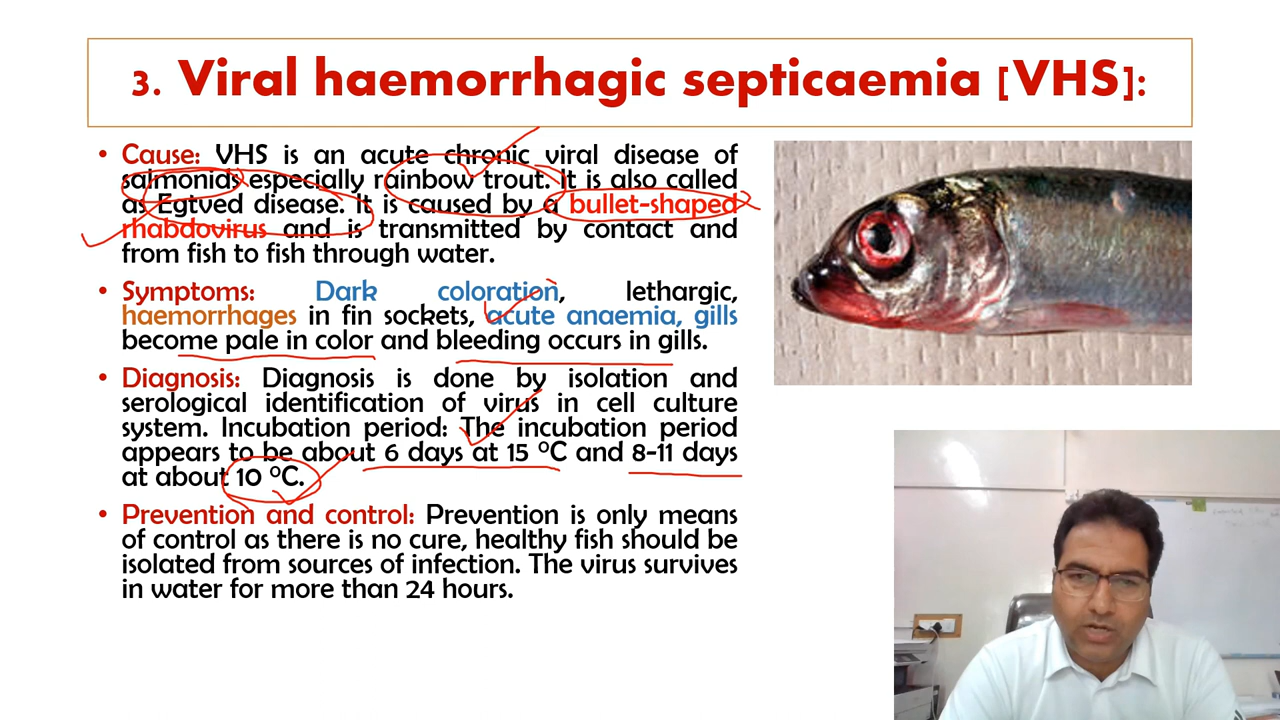 3. Viral haemorrhagic septicaemia [VHS]:
• Cause: VHS is an acute chronic viral disease of
salmonids especially rainbow trout. It is also called
as Egtved disease. It is caused by a bullet-shaped
rhabdovirus and is transmitted by contact and
from fish to fish through water.
• Symptoms: Dark coloration, lethargic,
haemorrhages in fin sockets, acute anaemia, gills
become pale in color and bleeding occurs in gills.
• Diagnosis: Diagnosis is done by isolation and
serological identification of virus in cell culture
system. Incubation period: The incubation period
appears to be about 6 days at 15 °C and 8-11 days
at about 10 °C.
• Prevention and control: Prevention is only means
of control as there is no cure, healthy fish should be
isolated from sources of infection. The virus survives
in water for more than 24 hours.